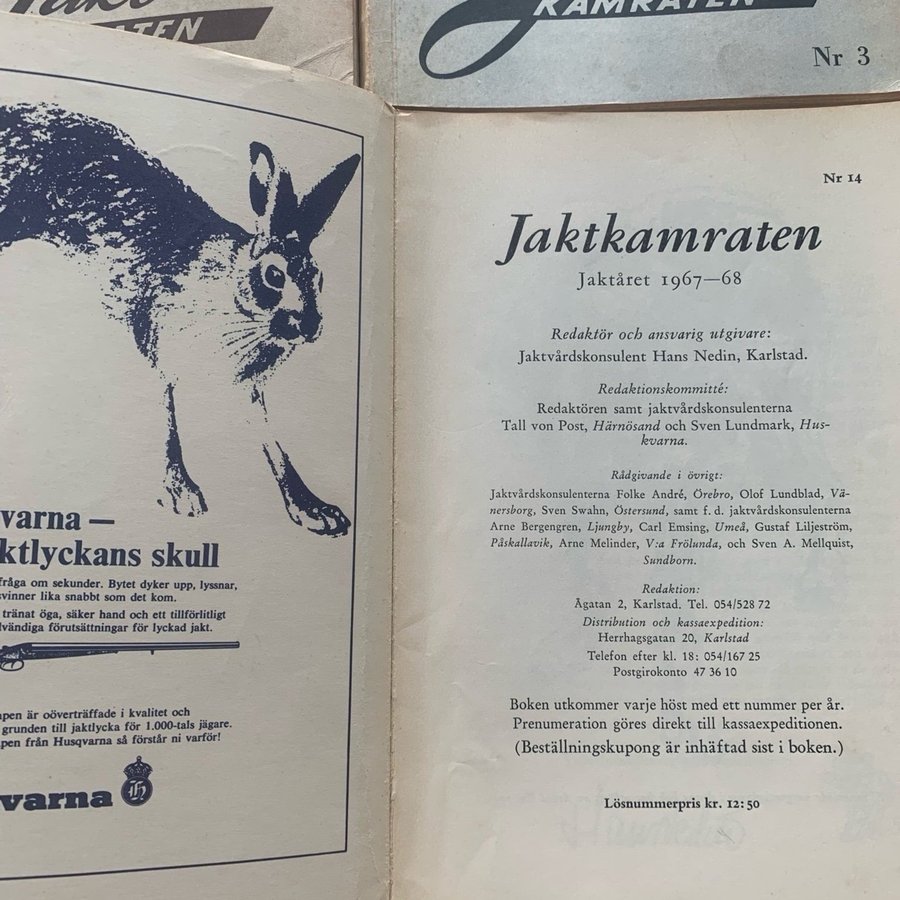 KAMRATEN
Nr 3
varna –
ktlyckans skull
fråga om sekunder. Bytet dyker upp, lyssnar,
svinner lika snabbt som det kom.
tränat öga, säker hand och ett tillförlitligt
lvändiga förutsättningar för lyckad jakt.
apen är oöverträffade i kvalitet och
grunden till jaktlycka för 1.000-tals jägare.
pen från Husqvarna så förstår ni varför!
varna
Nr 14
Jaktkamraten
Jaktåret 1967—68
Redaktör och ansvarig utgivare:
Jaktvårdskonsulent Hans Nedin, Karlstad.
Redaktionskommitté:
Redaktören samt jaktvårdskonsulenterna
Tall von Post, Härnösand och Sven Lundmark, Hus-
kvarna.
Rådgivande i övrigt:
Jaktvårdskonsulenterna Folke André, Örebro, Olof Lundblad, Vä-
nersborg, Sven Swahn, Östersund, samt f. d. jaktvårdskonsulenterna
Arne Bergengren, Ljungby, Carl Emsing, Umeå, Gustaf Liljeström,
Påskallavik, Arne Melinder, V:a Frölunda, och Sven A. Mellquist,
Sundborn.
Redaktion:
Ågatan 2, Karlstad. Tel. 054/528 72
Distribution och kassaexpedition:
Herrhagsgatan 20, Karlstad
Telefon efter kl. 18: 054/167 25
Postgirokonto 47 36 10
Boken utkommer varje höst med ett nummer per år.
Prenumeration göres direkt till kassaexpeditionen.
(Beställningskupong är inhäftad sist i boken.)
Lösnummerpris kr. 12:50